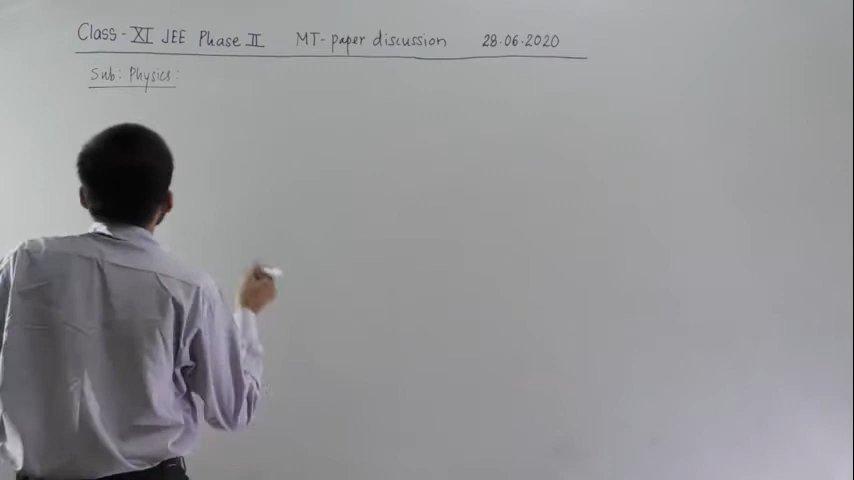 Class - XI JEE Phase II MT- paper discussion 28.06.2020
Sub: Physics: